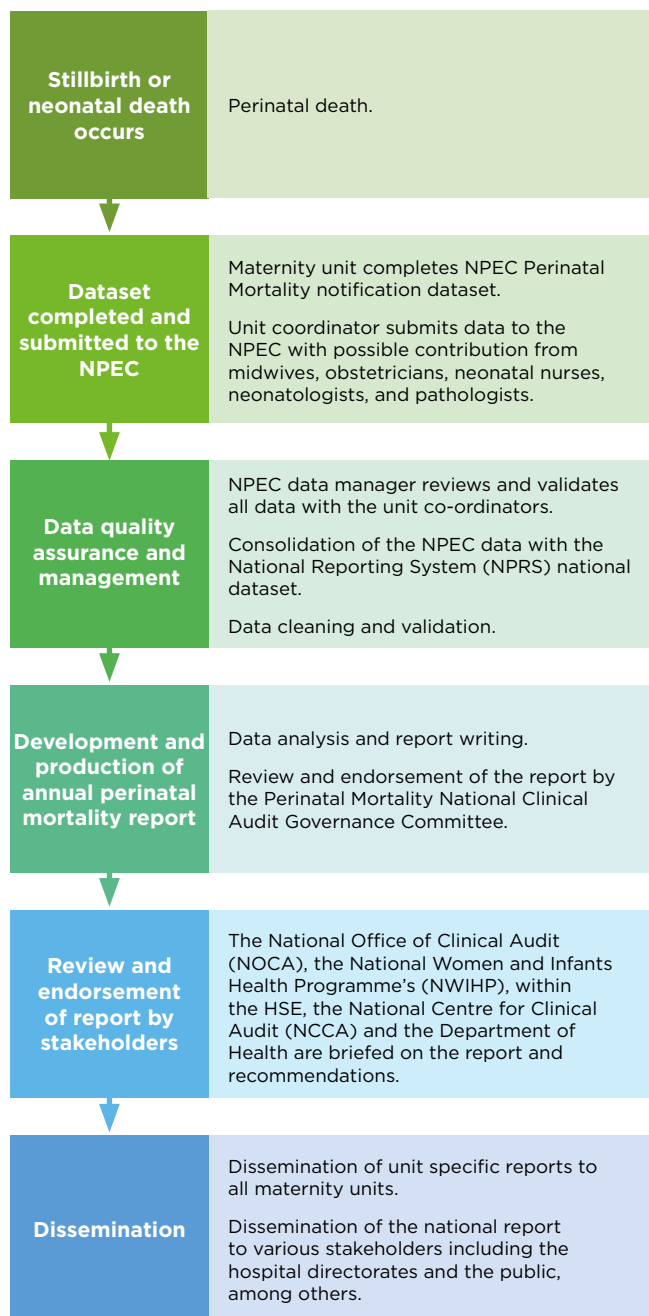 Stillbirth or
neonatal death
occurs
Perinatal death.
Dataset
completed and
submitted to the
NPEC
Maternity unit completes NPEC Perinatal
Mortality notification dataset.
Unit coordinator submits data to the
NPEC with possible contribution from
midwives, obstetricians, neonatal nurses,
neonatologists, and pathologists.
Data quality
assurance and
management
NPEC data manager reviews and validates
all data with the unit co-ordinators.
Consolidation of the NPEC data with the
National Reporting System (NPRS) national
dataset.
Data cleaning and validation.
Development and
production of
annual perinatal
mortality report
Data analysis and report writing.
Review and endorsement of the report by
the Perinatal Mortality National Clinical
Audit Governance Committee.
Review and
endorsement
of report by
stakeholders
The National Office of Clinical Audit
(NOCA), the National Women and Infants
Health Programme’s (NWIHP), within
the HSE, the National Centre for Clinical
Audit (NCCA) and the Department of
Health are briefed on the report and
recommendations.
Dissemination
Dissemination of unit specific reports to
all maternity units.
Dissemination of the national report
to various stakeholders including the
hospital directorates and the public,
among others.